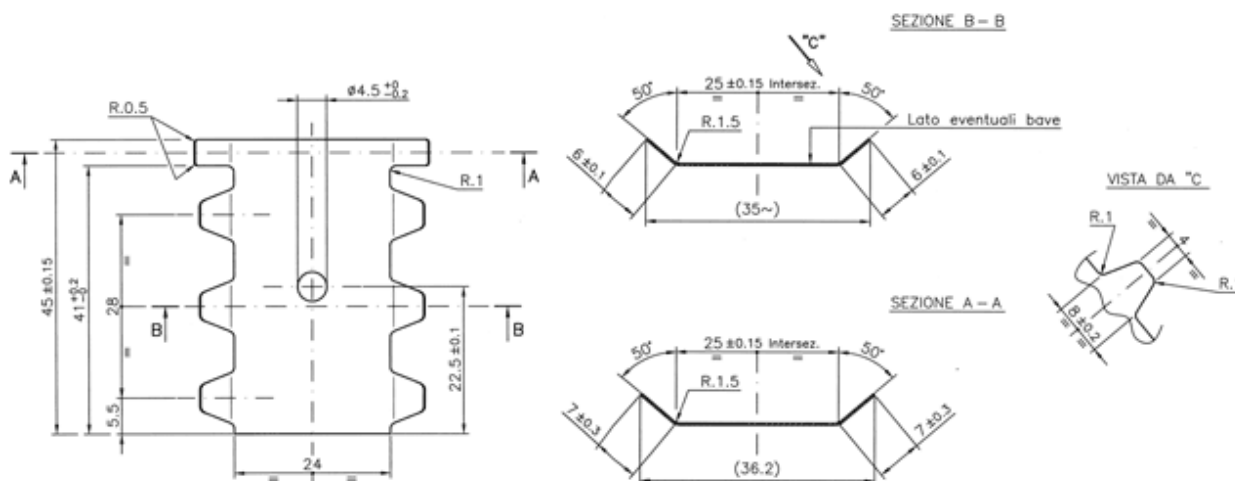 SEZIONE B – B
"C"
Ø4.5 +0 -0.2
R.0.5
50°
25 ±0.15 Intersez.
50°
=
=
R.1.5
Lato eventuali bave
A
A
R.1
6 ±0.1
6 ±0.1
(35~)
VISTA DA "C
R.1
4
=
=
R.
8 ±0.2
=
=
45 ±0.15
41 +0.2 -0
=
28
=
B
B
22.5 ±0.1
5.5
24
=
=
SEZIONE A – A
25 ±0.15 Intersez.
50°
50°
=
=
R.1.5
7 ±0.3
7 ±0.3
(36.2)